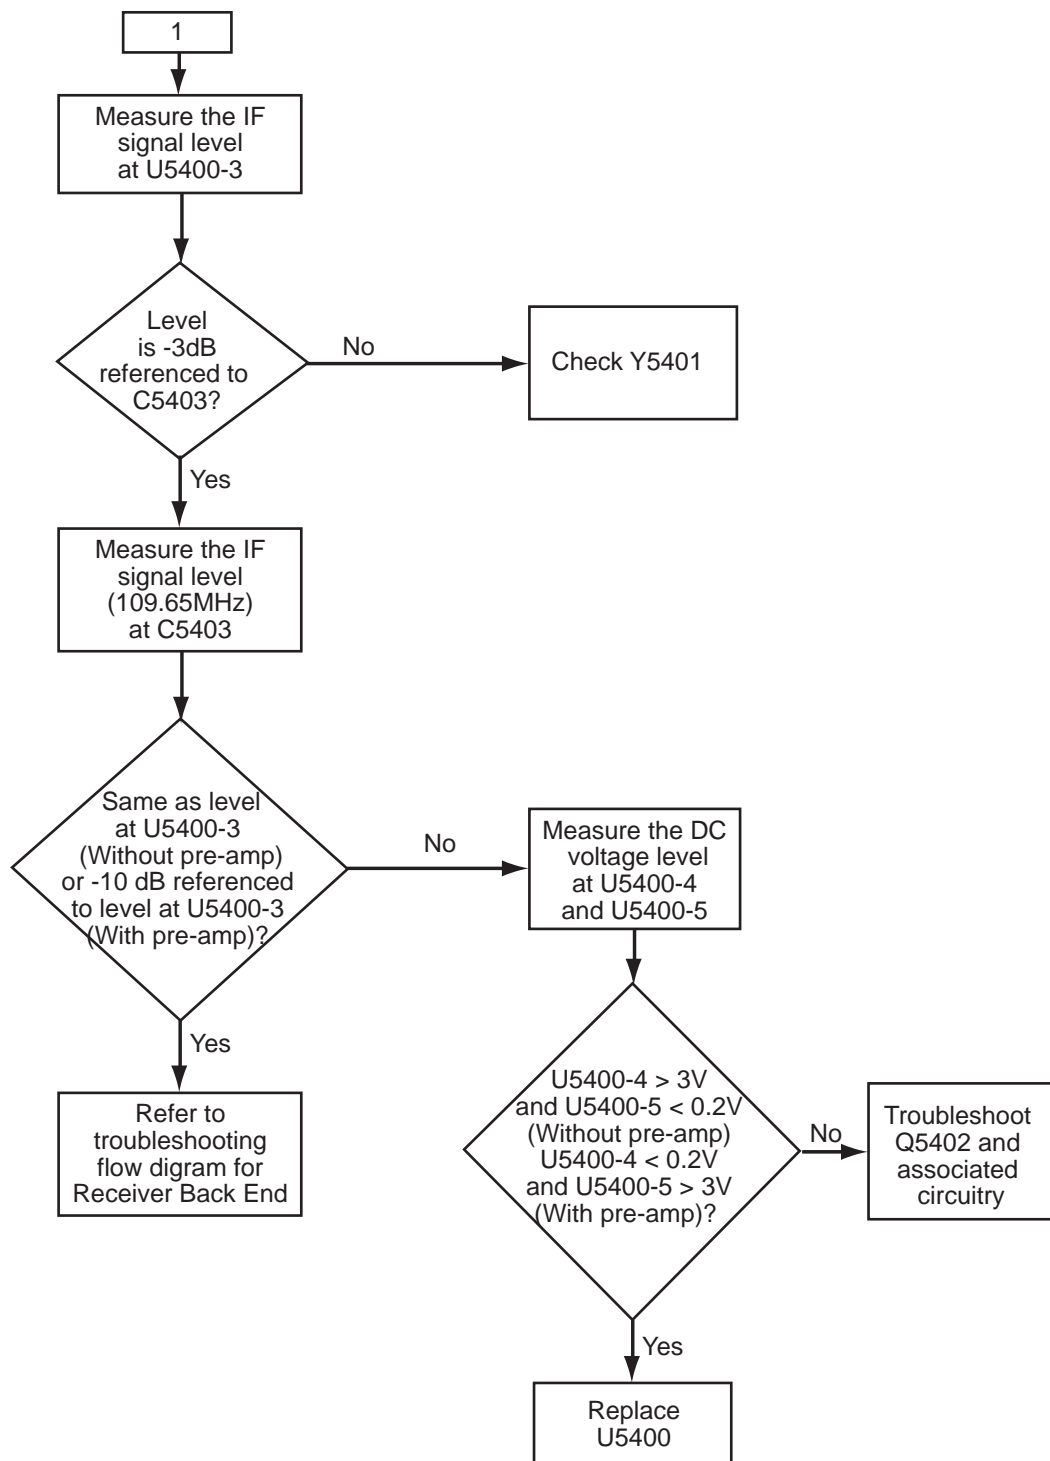 1
Measure the IF
signal level
at U5400-3
Level
is -3dB
referenced to
C5403?
No
Check Y5401
Yes
Measure the IF
signal level
(109.65MHz)
at C5403
Same as level
at U5400-3
(Without pre-amp)
or -10 dB referenced
to level at U5400-3
(With pre-amp)?
No
Measure the DC
voltage level
at U5400-4
and U5400-5
Yes
Refer to
troubleshooting
flow digram for
Receiver Back End
U5400-4 > 3V
and U5400-5 < 0.2V
(Without pre-amp)
U5400-4 < 0.2V
and U5400-5 > 3V
(With pre-amp)?
No
Troubleshoot
Q5402 and
associated
circuitry
Yes
Replace
U5400